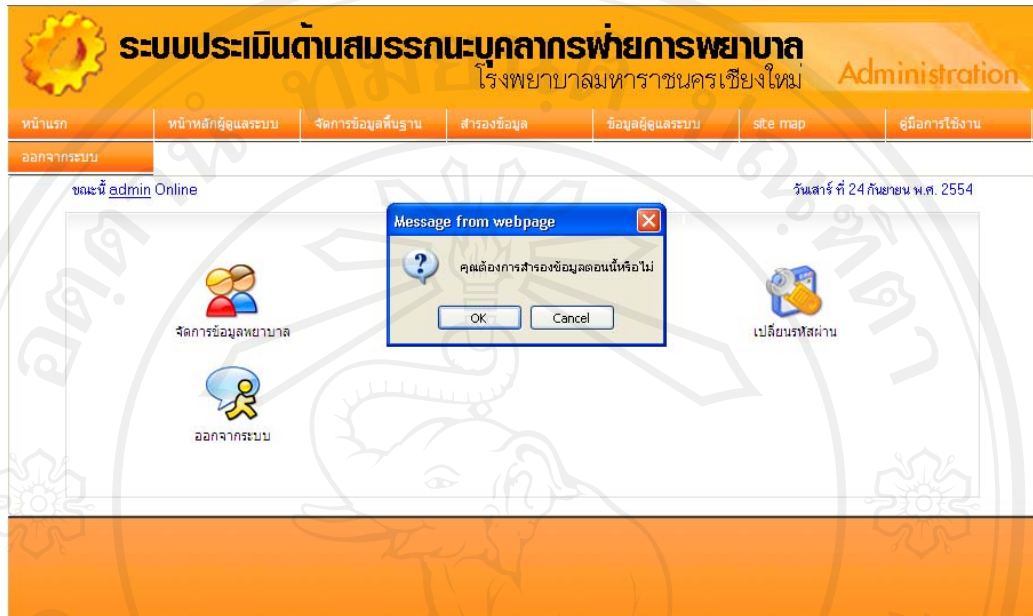 ระบบประเมินด้านสมรรถนะบุคลากรฝ่ายการพยาบาล
โรงพยาบาลมหาราชนครเชียงใหม่
Administration
หน้าแรก หน้าหลักผู้ดูแลระบบ จัดการข้อมูลพื้นฐาน สำรองข้อมูล ข้อมูลผู้ดูแลระบบ site map คู่มือการใช้งาน
ออกจากระบบ
ขณะนี้ admin Online วันเสาร์ ที่ 24 กันยายน พ.ศ. 2554
Message from webpage
คุณต้องการสำรองข้อมูลตอนนี้หรือไม่
OK Cancel
จัดการข้อมูลพยาบาล เปลี่ยนรหัสผ่าน
ออกจากระบบ